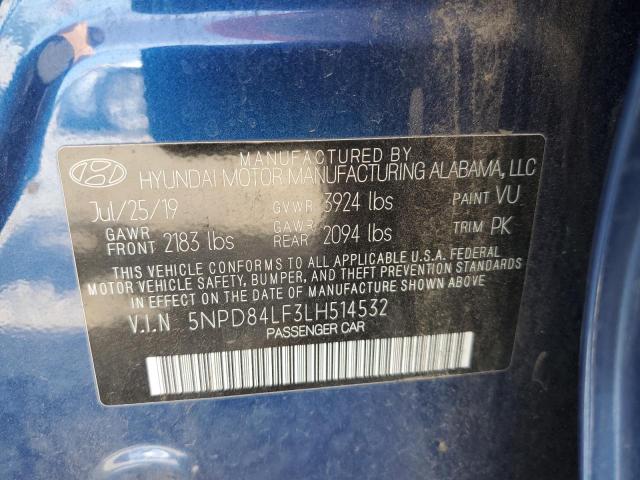 MANUFACTURED BY
HYUNDAI MOTOR MANUFACTURING ALABAMA, LLC
Jul/25/19 GVWR 3924 lbs PAINT VU
GAWR FRONT 2183 lbs GAWR REAR 2094 lbs TRIM PK
THIS VEHICLE CONFORMS TO ALL APPLICABLE U.S.A. FEDERAL
MOTOR VEHICLE SAFETY, BUMPER, AND THEFT PREVENTION STANDARDS
IN EFFECT ON THE DATE OF MANUFACTURE SHOWN ABOVE.
V.I.N 5NPD84LF3LH514532
PASSENGER CAR